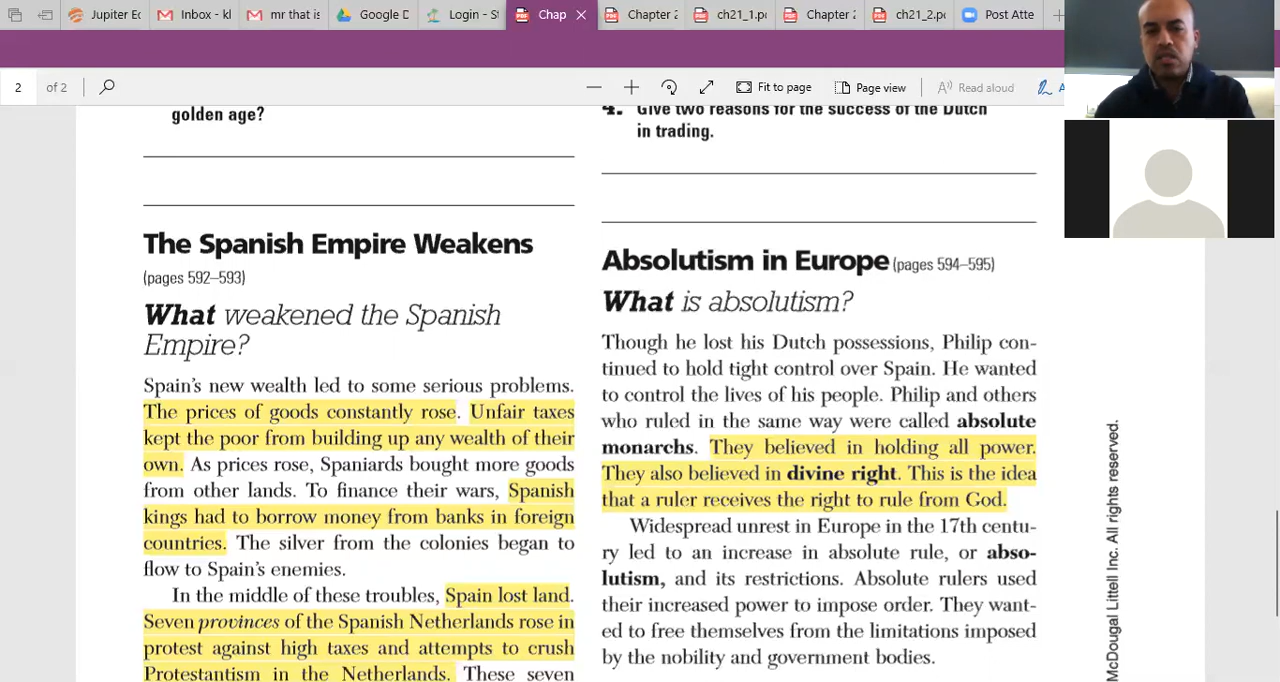 Jupiter Ec
Inbox - kl
mr that is
Google D
Login - St
Chap
Chapter 2
ch21_1.pd
Chapter 2
ch21_2.pd
Post Atte
2
of 2
Fit to page
Page view
Read aloud
golden age?
The Spanish Empire Weakens
(pages 592–593)
What weakened the Spanish
Empire?
Spain's new wealth led to some serious problems.
The prices of goods constantly rose. Unfair taxes
kept the poor from building up any wealth of their
own. As prices rose, Spaniards bought more goods
from other lands. To finance their wars, Spanish
kings had to borrow money from banks in foreign
countries. The silver from the colonies began to
flow to Spain's enemies.
In the middle of these troubles, Spain lost land.
Seven provinces of the Spanish Netherlands rose in
protest against high taxes and attempts to crush
Protestantism in the Netherlands. These seven
4. Give two reasons for the success of the Dutch
in trading.
Absolutism in Europe (pages 594–595)
What is absolutism?
Though he lost his Dutch possessions, Philip con-
tinued to hold tight control over Spain. He wanted
to control the lives of his people. Philip and others
who ruled in the same way were called absolute
monarchs. They believed in holding all power.
They also believed in divine right. This is the idea
that a ruler receives the right to rule from God.
Widespread unrest in Europe in the 17th centu-
ry led to an increase in absolute rule, or abso-
lutism, and its restrictions. Absolute rulers used
their increased power to impose order. They want-
ed to free themselves from the limitations imposed
by the nobility and government bodies.
McDougal Littell Inc. All rights reserved.